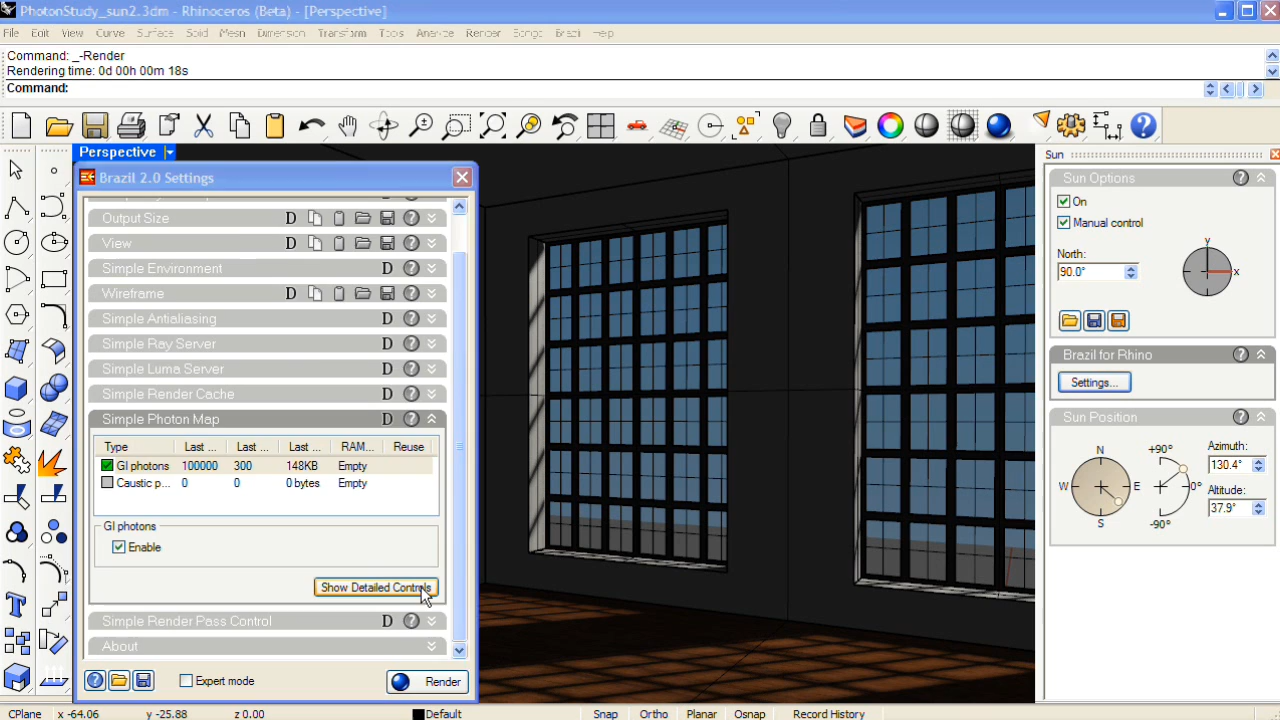 PhotonStudy_sun2.3dm - Rhinoceros (Beta) - [Perspective]
File Edit View Curve Surface Solid Mesh Dimension Transform Tools Analyze Render Brazil Help
Command: _-Render
Rendering time: 0d 00h 00m 18s
Command:
Perspective
Brazil 2.0 Settings
Output Size D
View D
Simple Environment D
Wireframe D
Simple Antialiasing D
Simple Ray Server D
Simple Luma Server D
Simple Render Cache D
Simple Photon Map D
Type Last ... Last ... Last ... RAM... Reuse
GI photons 100000 300 148KB Empty
Caustic p... 0 0 0 bytes Empty
GI photons
Enable
Show Detailed Controls
Simple Render Pass Control D
About
Expert mode
Render
Sun
Sun Options
On
Manual control
North:
90.0°
y
x
Brazil for Rhino
Settings...
Sun Position
N
W E
S
+90°
0°
-90°
Azimuth:
130.4°
Altitude:
37.9°
CPlane x -64.06 y -25.88 z 0.00 Default Snap Ortho Planar Osnap Record History